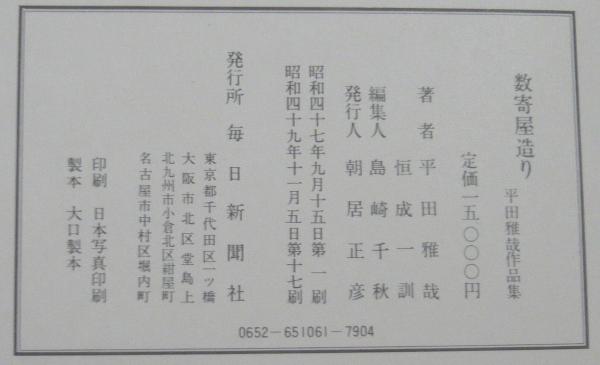 数寄屋造り 平田雅哉作品集
定価一五〇〇〇円
著者 平田雅哉
恒成一訓
編集人 島崎千秋
発行人 朝居正彦
昭和四十七年九月十五日第一刷
昭和四十九年十一月五日第十七刷
発行所 毎日新聞社
東京都千代田区一ツ橋
大阪市北区堂島上
北九州市小倉北区紺屋町
名古屋市中村区堀内町
印刷 日本写真印刷
製本 大口製本
0652-651061-7904